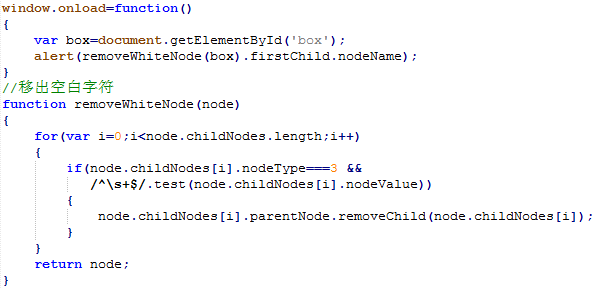 window.onload=function()
{
    var box=document.getElementById('box');
    alert(removeWhiteNode(box).firstChild.nodeName);
}
//移出空白字符
function removeWhiteNode(node)
{
    for(var i=0;i<node.childNodes.length;i++)
    {
        if(node.childNodes[i].nodeType===3 &&
           /^\s+$/.test(node.childNodes[i].nodeValue))
        {
            node.childNodes[i].parentNode.removeChild(node.childNodes[i]);
        }
    }
    return node;
}